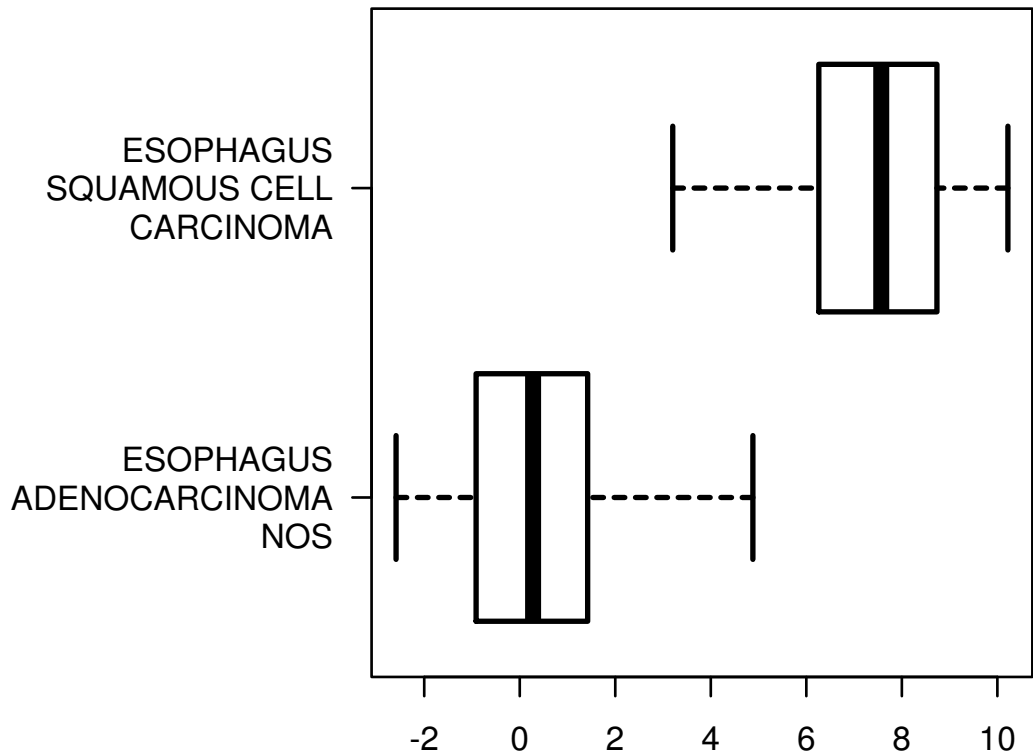 ESOPHAGUS
SQUAMOUS CELL
CARCINOMA
ESOPHAGUS
ADENOCARCINOMA
NOS
-2 0 2 4 6 8 10